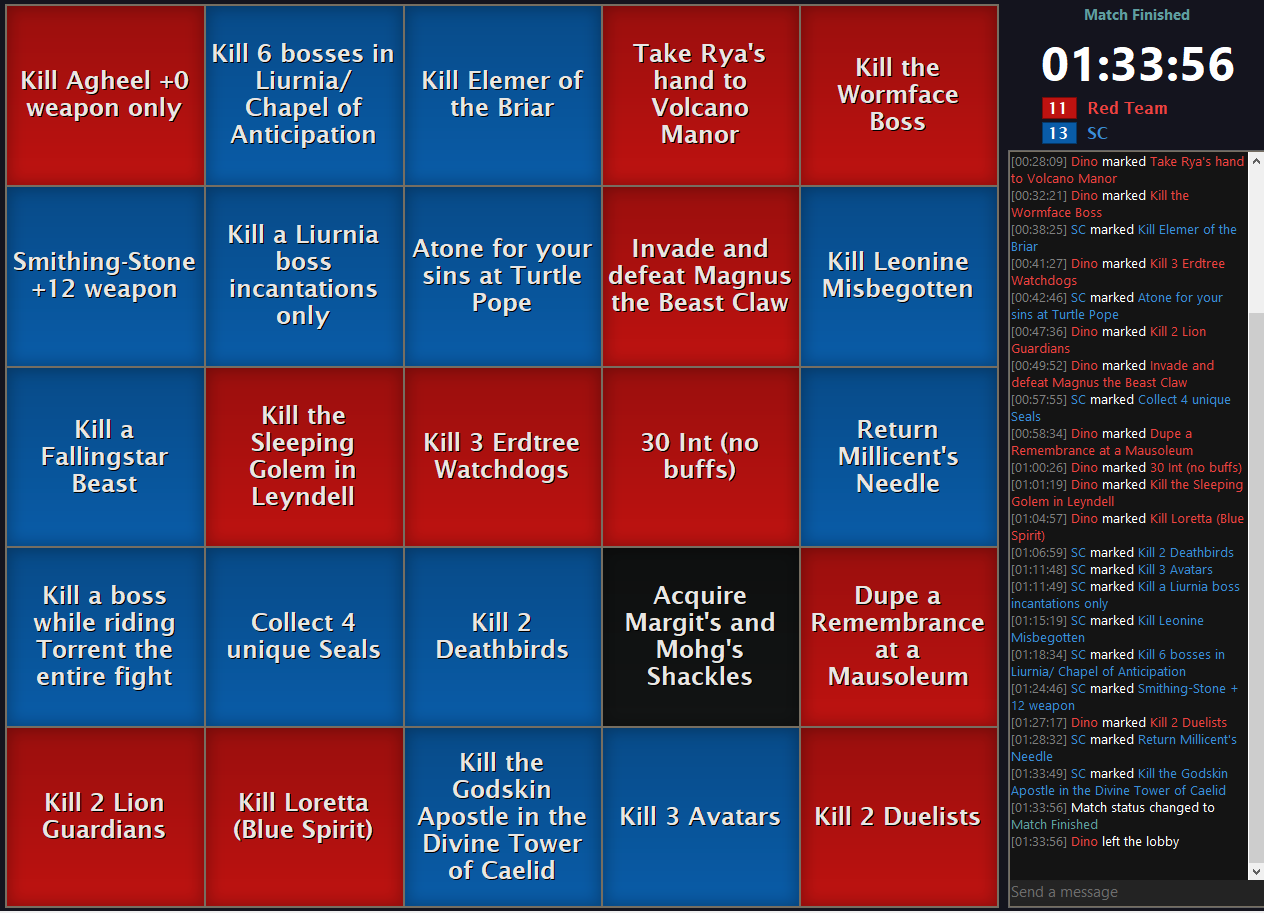 Kill Agheel +0
weapon only
Kill 6 bosses in
Liurnia/
Chapel of
Anticipation
Kill Elemer of
the Briar
Take Rya's
hand to
Volcano
Manor
Kill the
Wormface
Boss
Smithing-Stone
+12 weapon
Kill a Liurnia
boss
incantations
only
Atone for your
sins at Turtle
Pope
Invade and
defeat Magnus
the Beast Claw
Kill Leonine
Misbegotten
Kill a
Fallingstar
Beast
Kill the
Sleeping
Golem in
Leyndell
Kill 3 Erdtree
Watchdogs
30 Int (no
buffs)
Return
Millicent's
Needle
Kill a boss
while riding
Torrent the
entire fight
Collect 4
unique Seals
Kill 2
Deathbirds
Acquire
Margit's and
Mohg's
Shackles
Dupe a
Remembrance
at a
Mausoleum
Kill 2 Lion
Guardians
Kill Loretta
(Blue Spirit)
Kill the
Godskin
Apostle in the
Divine Tower
of Caelid
Kill 3 Avatars
Kill 2 Duelists
Match Finished
01:33:56
11 Red Team
13 SC
[00:28:09] Dino marked Take Rya's hand
to Volcano Manor
[00:32:21] Dino marked Kill the
Wormface Boss
[00:38:25] SC marked Kill Elemer of the
Briar
[00:41:27] Dino marked Kill 3 Erdtree
Watchdogs
[00:42:46] SC marked Atone for your
sins at Turtle Pope
[00:47:36] Dino marked Kill 2 Lion
Guardians
[00:49:52] Dino marked Invade and
defeat Magnus the Beast Claw
[00:57:55] SC marked Collect 4 unique
Seals
[00:58:34] Dino marked Dupe a
Remembrance at a Mausoleum
[01:00:26] Dino marked 30 Int (no buffs)
[01:01:19] Dino marked Kill the Sleeping
Golem in Leyndell
[01:04:57] Dino marked Kill Loretta (Blue
Spirit)
[01:06:59] SC marked Kill 2 Deathbirds
[01:11:48] SC marked Kill 3 Avatars
[01:11:49] SC marked Kill a Liurnia boss
incantations only
[01:15:19] SC marked Kill Leonine
Misbegotten
[01:18:34] SC marked Kill 6 bosses in
Liurnia/ Chapel of Anticipation
[01:24:46] SC marked Smithing-Stone +
12 weapon
[01:27:17] Dino marked Kill 2 Duelists
[01:28:32] SC marked Return Millicent's
Needle
[01:33:49] SC marked Kill the Godskin
Apostle in the Divine Tower of Caelid
[01:33:56] Match status changed to
Match Finished
[01:33:56] Dino left the lobby
Send a message